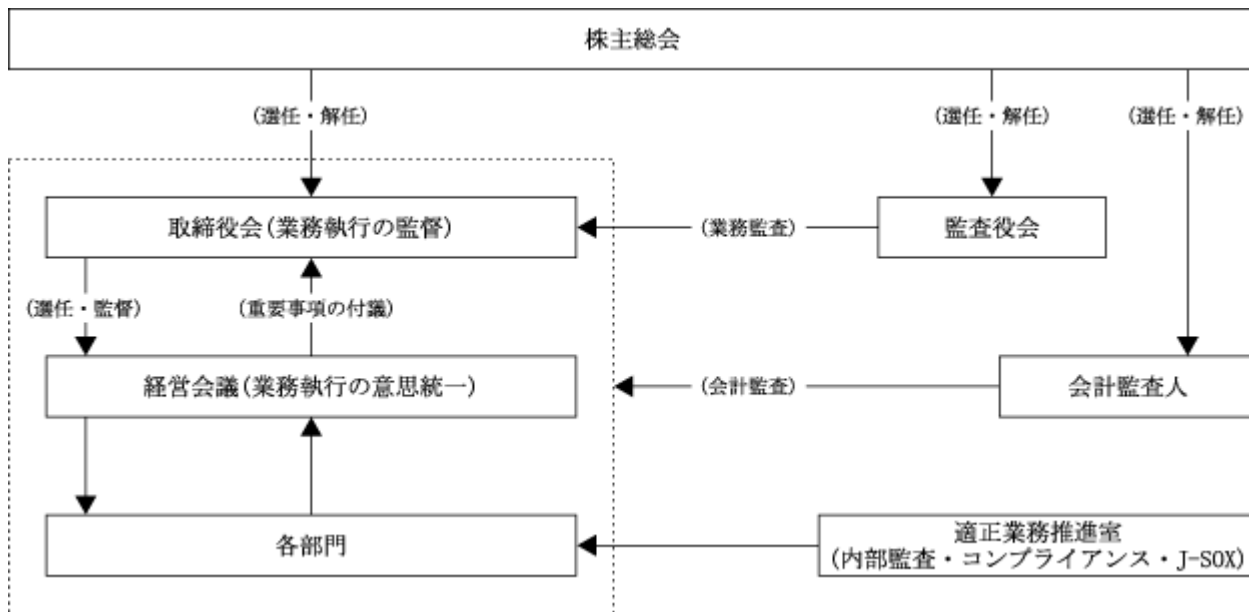 株主総会
(選任・解任)
(選任・解任)
(選任・解任)
取締役会(業務執行の監督)
(業務監査)
監査役会
(選任・監督)
(重要事項の付議)
経営会議(業務執行の意思統一)
(会計監査)
会計監査人
各部門
適正業務推進室
(内部監査・コンプライアンス・J-SOX)